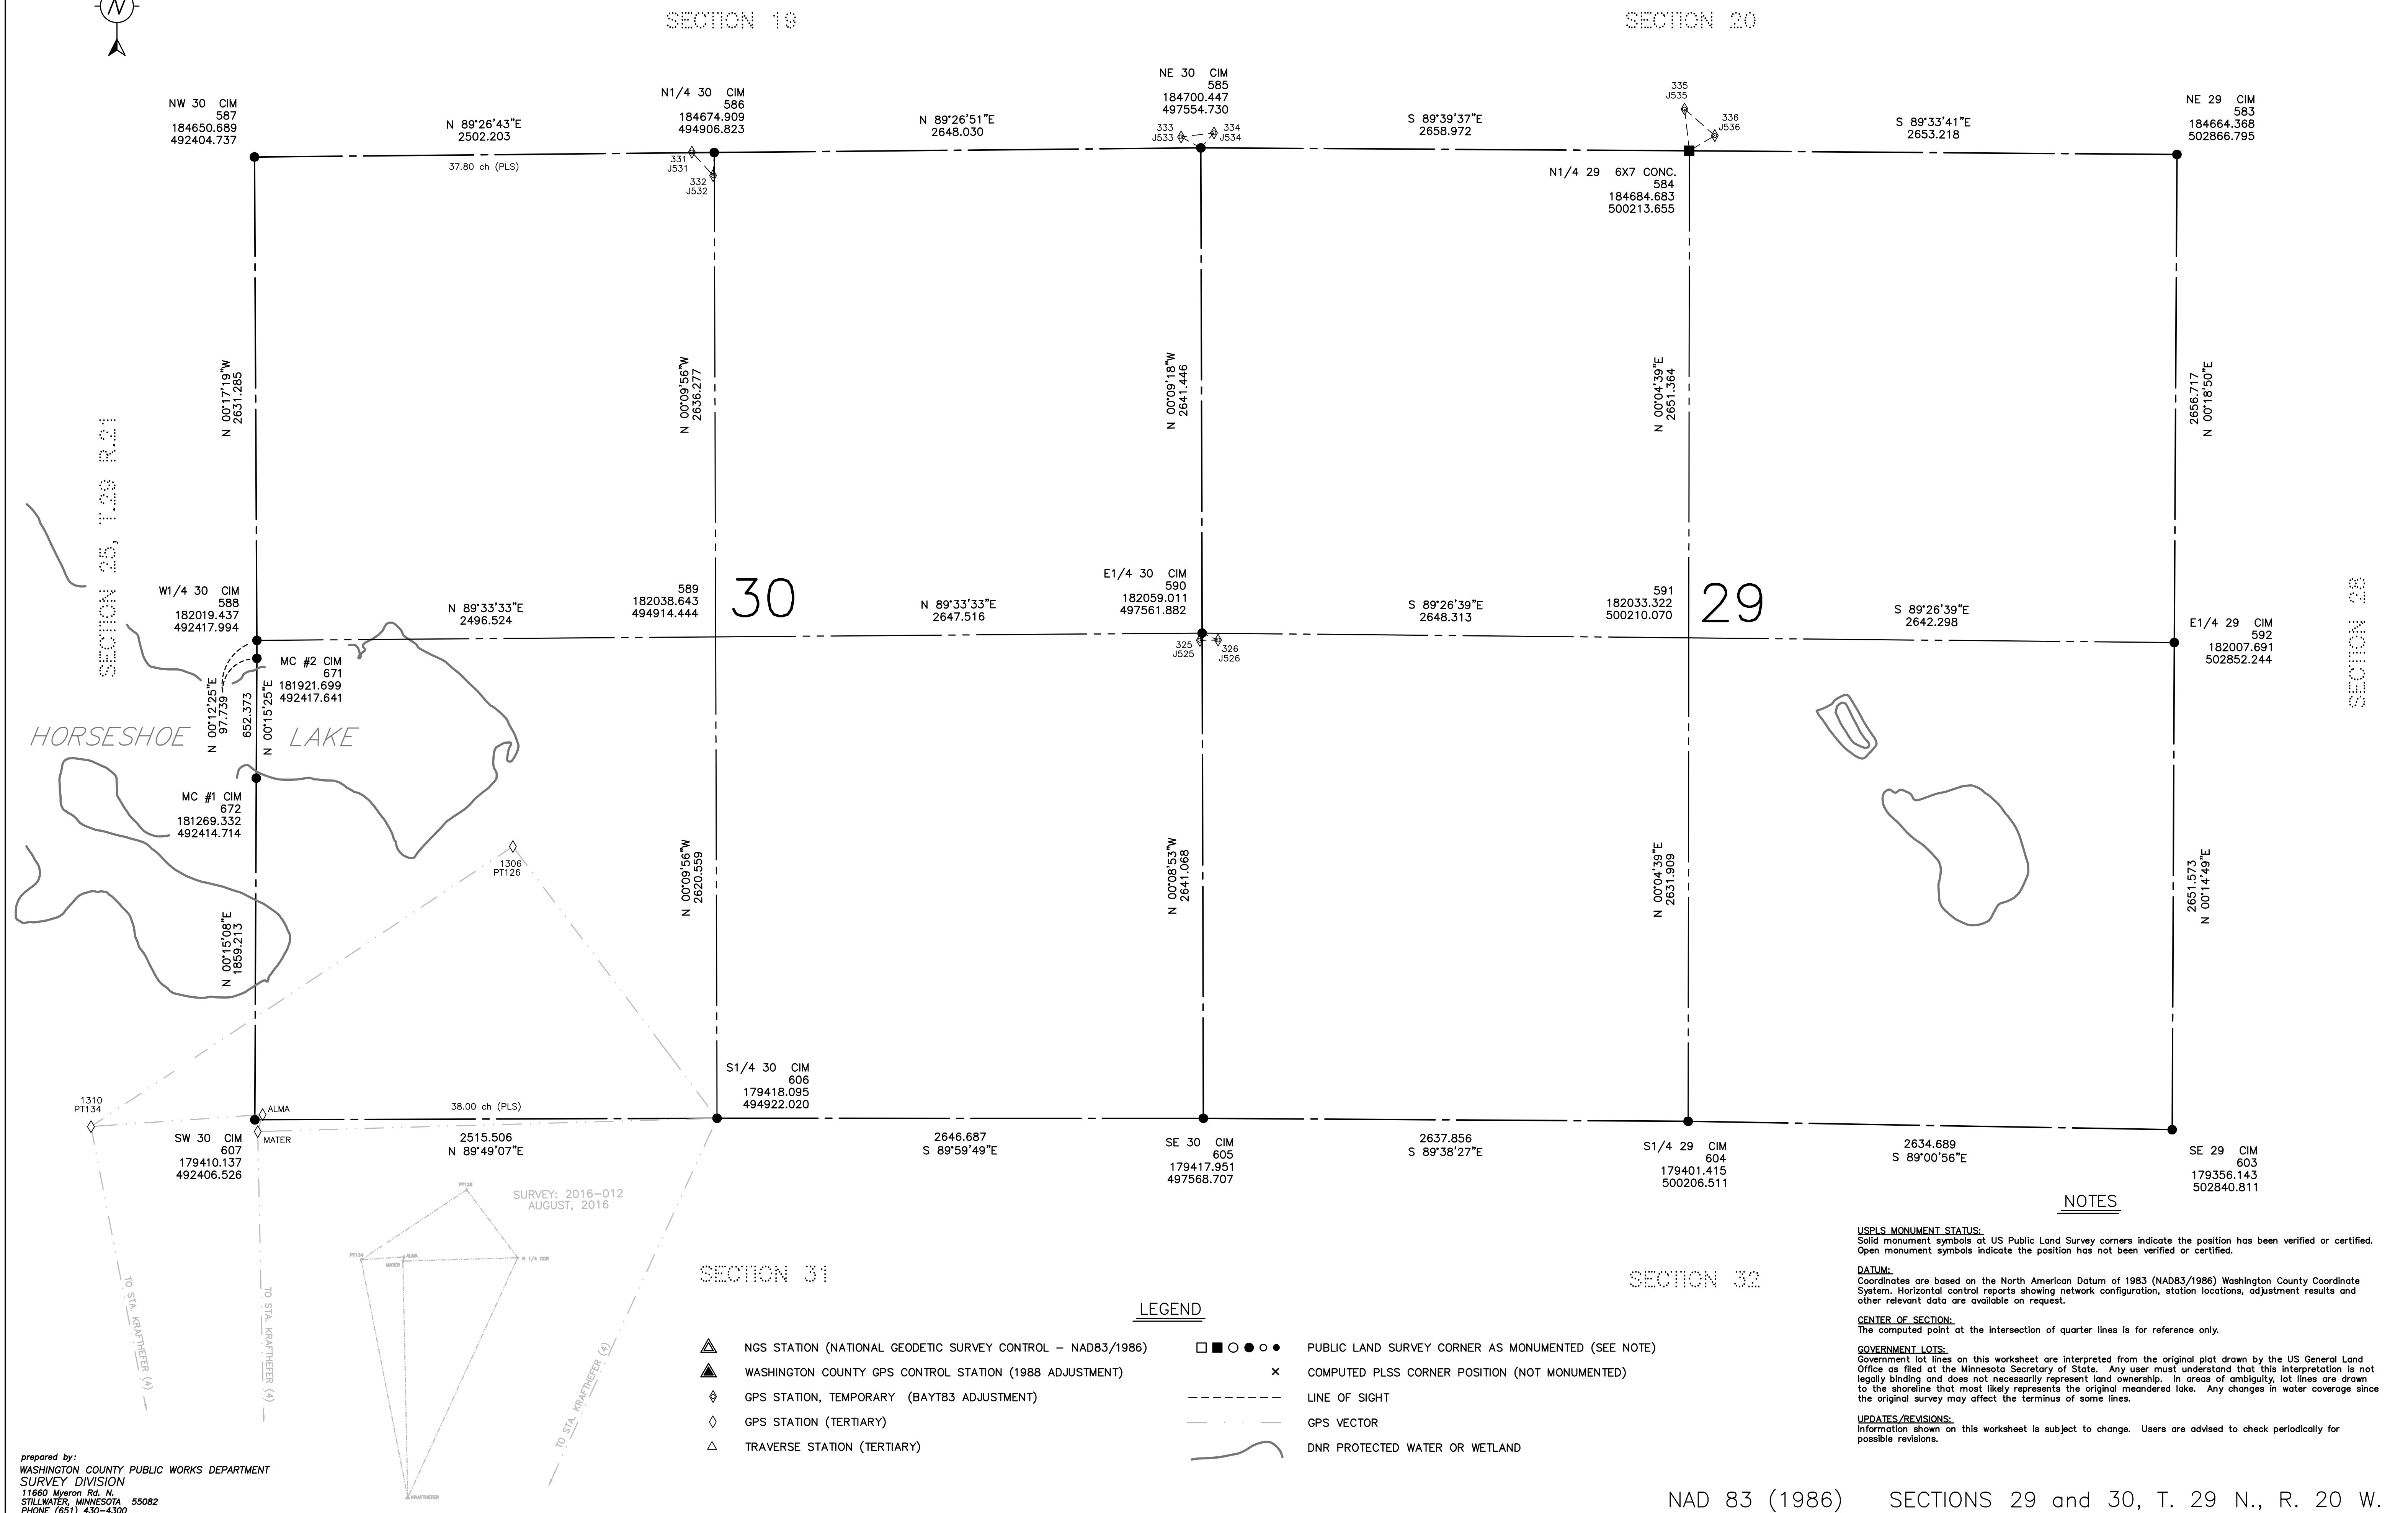 N
SECTION 19
SECTION 20
NW 30 CIM
587
184650.689
492404.737
N 89°26'43"E
2502.203
37.80 ch (PLS)
N1/4 30 CIM
586
184674.909
494906.823
331
J531
332
J532
N 89°26'51"E
2648.030
NE 30 CIM
585
184700.447
497554.730
333
J533
334
J534
S 89°39'37"E
2658.972
335
J535
336
J536
N1/4 29 6X7 CONC.
584
184684.683
500213.655
S 89°33'41"E
2653.218
NE 29 CIM
583
184664.368
502866.795
N 00°17'19"W
2631.285
N 00°09'56"W
2636.277
N 00°09'18"W
2641.446
N 00°04'39"E
2651.364
2656.717
N 00°18'50"E
SECTION 25, T.29 R.21
W1/4 30 CIM
588
182019.437
492417.994
N 89°33'33"E
2496.524
589
182038.643
494914.444
30
N 89°33'33"E
2647.516
E1/4 30 CIM
590
182059.011
497561.882
325
J525
326
J526
S 89°26'39"E
2648.313
591
182033.322
500210.070
29
S 89°26'39"E
2642.298
E1/4 29 CIM
592
182007.691
502852.244
SECTION 28
MC #2 CIM
671
181921.699
492417.641
N 00°12'25"E
97.739
652.373
N 00°15'25"E
HORSESHOE LAKE
MC #1 CIM
672
181269.332
492414.714
1306
PT126
N 00°15'08"E
1859.213
N 00°09'56"W
2620.559
N 00°08'53"W
2641.068
N 00°04'39"E
2631.909
2651.573
N 00°14'49"E
1310
PT134
ALMA
MATER
38.00 ch (PLS)
S1/4 30 CIM
606
179418.095
494922.020
SW 30 CIM
607
179410.137
492406.526
2515.506
N 89°49'07"E
2646.687
S 89°59'49"E
SE 30 CIM
605
179417.951
497568.707
2637.856
S 89°38'27"E
S1/4 29 CIM
604
179401.415
500206.511
2634.689
S 89°00'56"E
SE 29 CIM
603
179356.143
502840.811
TO STA. KRAFTHEFER (4)
TO STA. KRAFTHEFER (4)
TO STA. KRAFTHEFER (4)
SURVEY: 2016-012
AUGUST, 2016
ALMA
MATER
KRAFTHEFER
SECTION 31
SECTION 32
LEGEND
NGS STATION (NATIONAL GEODETIC SURVEY CONTROL - NAD83/1986)
WASHINGTON COUNTY GPS CONTROL STATION (1988 ADJUSTMENT)
GPS STATION, TEMPORARY (BAYT83 ADJUSTMENT)
GPS STATION (TERTIARY)
TRAVERSE STATION (TERTIARY)
PUBLIC LAND SURVEY CORNER AS MONUMENTED (SEE NOTE)
COMPUTED PLSS CORNER POSITION (NOT MONUMENTED)
LINE OF SIGHT
GPS VECTOR
DNR PROTECTED WATER OR WETLAND
NOTES
USPLS MONUMENT STATUS:
Solid monument symbols at US Public Land Survey corners indicate the position has been verified or certified.
Open monument symbols indicate the position has not been verified or certified.
DATUM:
Coordinates are based on the North American Datum of 1983 (NAD83/1986) Washington County Coordinate
System. Horizontal control reports showing network configuration, station locations, adjustment results and
other relevant data are available on request.
CENTER OF SECTION:
The computed point at the intersection of quarter lines is for reference only.
GOVERNMENT LOTS:
Government lot lines on this worksheet are interpreted from the original plat drawn by the US General Land
Office as filed at the Minnesota Secretary of State. Any user must understand that this interpretation is not
legally binding and does not necessarily represent land ownership. In areas of ambiguity, lot lines are drawn
to the shoreline that most likely represents the original meandered lake. Any changes in water coverage since
the original survey may affect the terminus of some lines.
UPDATES/REVISIONS:
Information shown on this worksheet is subject to change. Users are advised to check periodically for
possible revisions.
prepared by:
WASHINGTON COUNTY PUBLIC WORKS DEPARTMENT
SURVEY DIVISION
11660 Myeron Rd. N.
STILLWATER, MINNESOTA 55082
PHONE (651) 430-4300
NAD 83 (1986) SECTIONS 29 and 30, T. 29 N., R. 20 W.